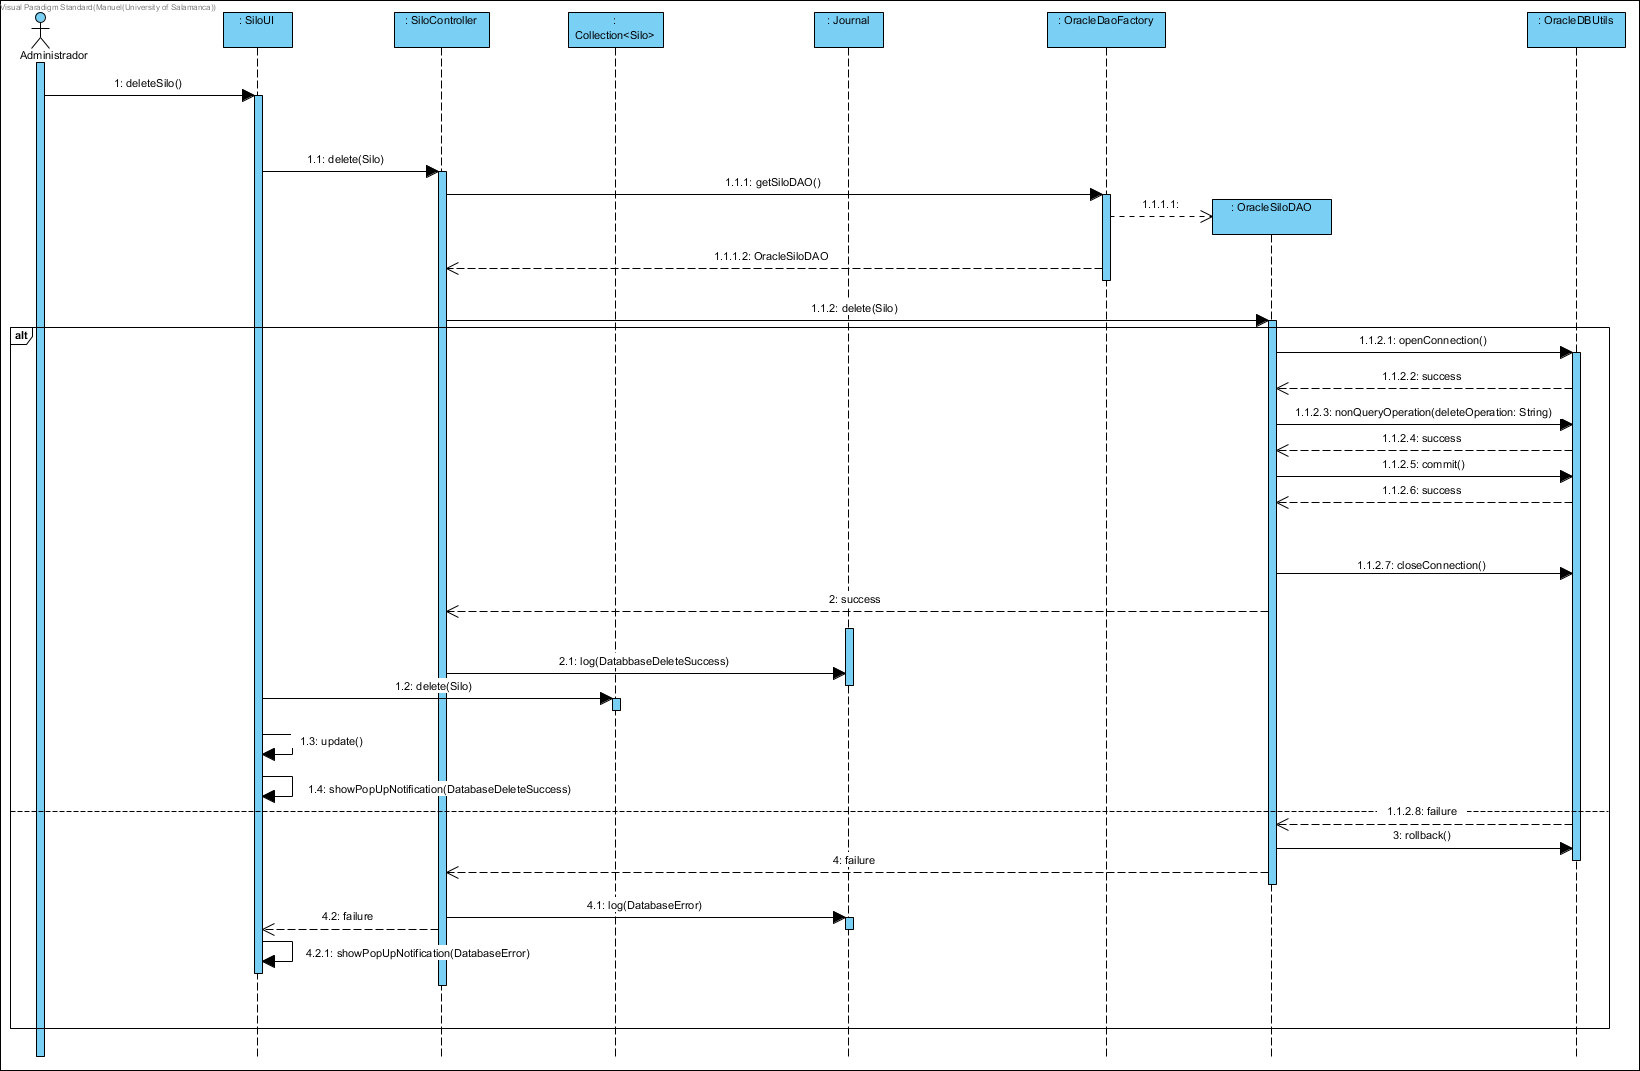 Visual Paradigm Standard(Manuel(University of Salamanca))
: SiloUI
: SiloController
:
Collection<Silo>
: Journal
: OracleDaoFactory
: OracleDBUtils
Administrador
1: deleteSilo()
1.1: delete(Silo)
1.1.1: getSiloDAO()
1.1.1.1:
: OracleSiloDAO
1.1.1.2: OracleSiloDAO
1.1.2: delete(Silo)
alt
1.1.2.1: openConnection()
1.1.2.2: success
1.1.2.3: nonQueryOperation(deleteOperation: String)
1.1.2.4: success
1.1.2.5: commit()
1.1.2.6: success
1.1.2.7: closeConnection()
2: success
2.1: log(DatabbaseDeleteSuccess)
1.2: delete(Silo)
1.3: update()
1.4: showPopUpNotification(DatabaseDeleteSuccess)
1.1.2.8: failure
3: rollback()
4: failure
4.1: log(DatabaseError)
4.2: failure
4.2.1: showPopUpNotification(DatabaseError)